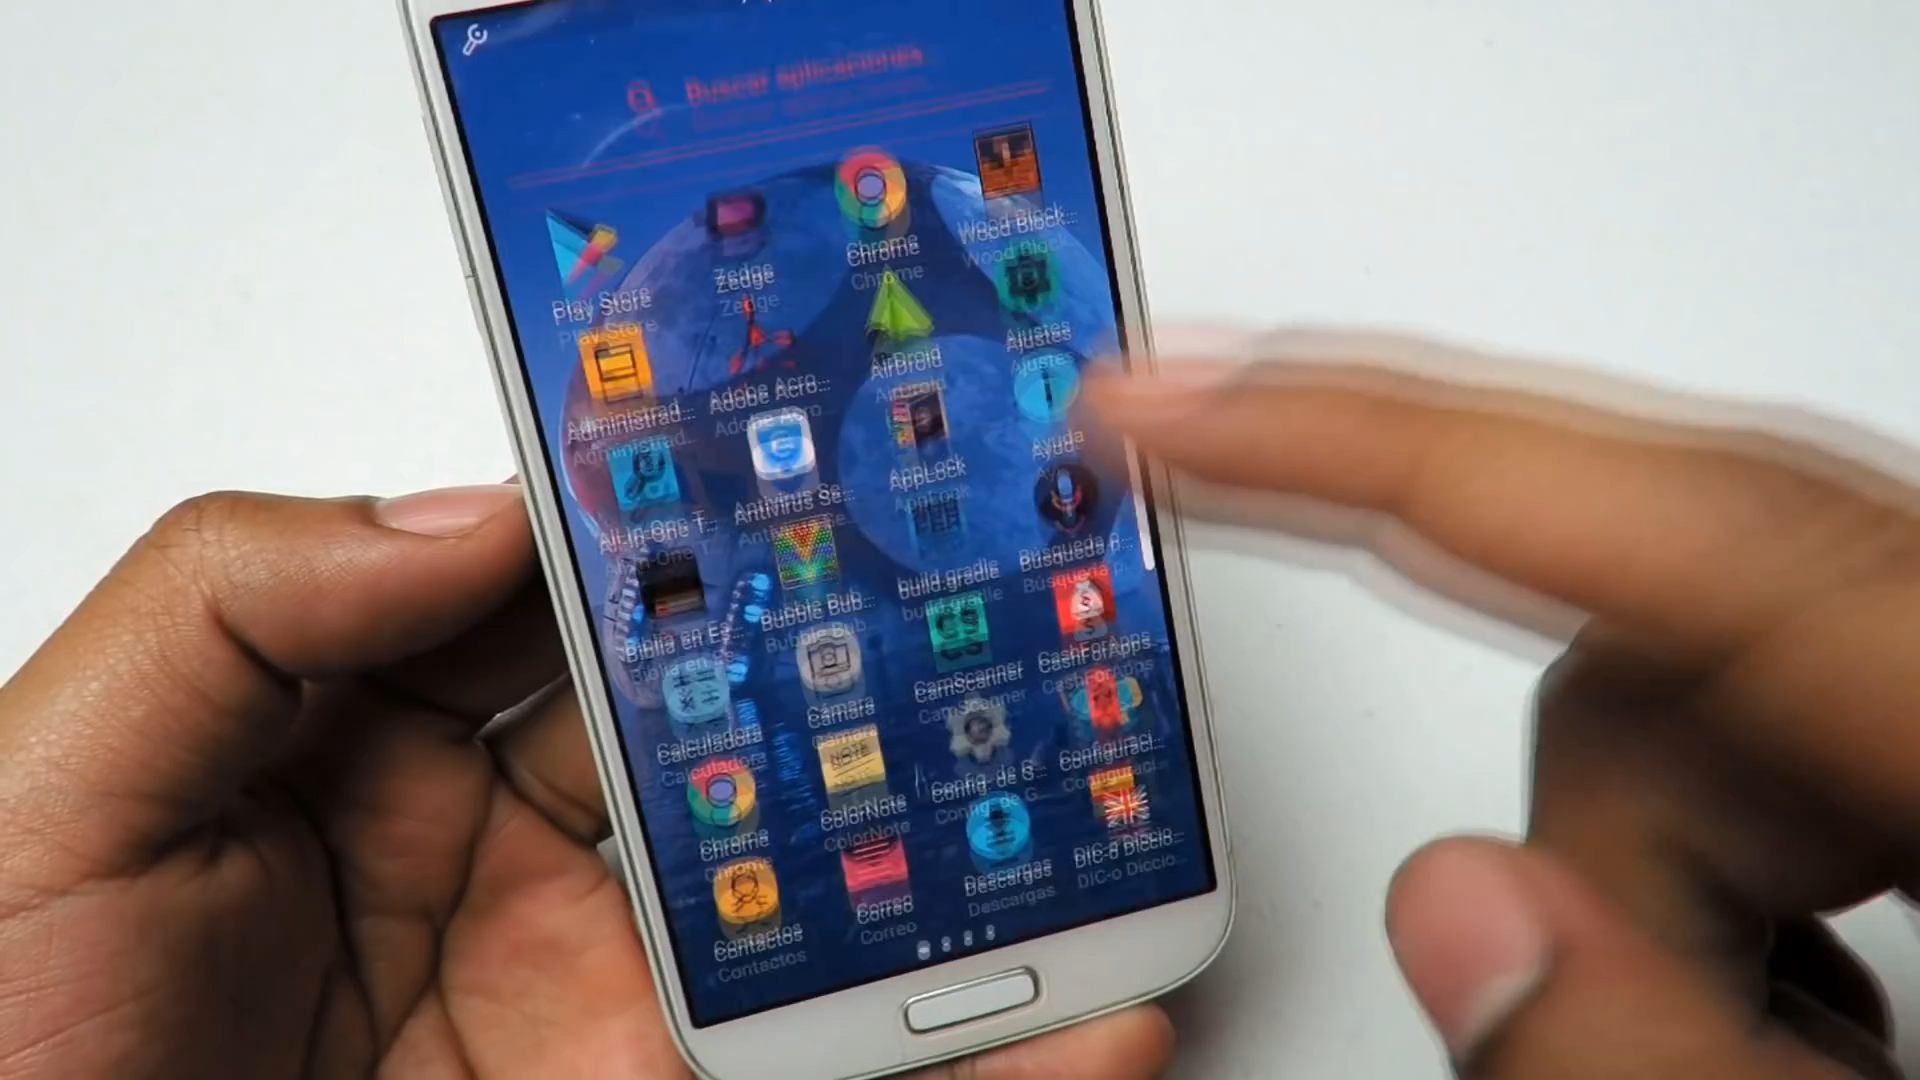 Buscar aplicaciones
Play Store
Zedge
Chrome
Wood Block...
Administrad...
Adobe Acro...
AirDroid
Ajustes
All-In-One T...
Antivirus Se...
AppLock
Ayuda
Biblia en Es...
Bubble Bub...
build.gradle
Búsqueda p...
Calculadora
Cámara
CamScanner
CS
CashForApps
Chrome
ColorNote
NOTE
Config. de G...
Configuraci...
Contactos
Correo
Descargas
DIC-o Diccio...